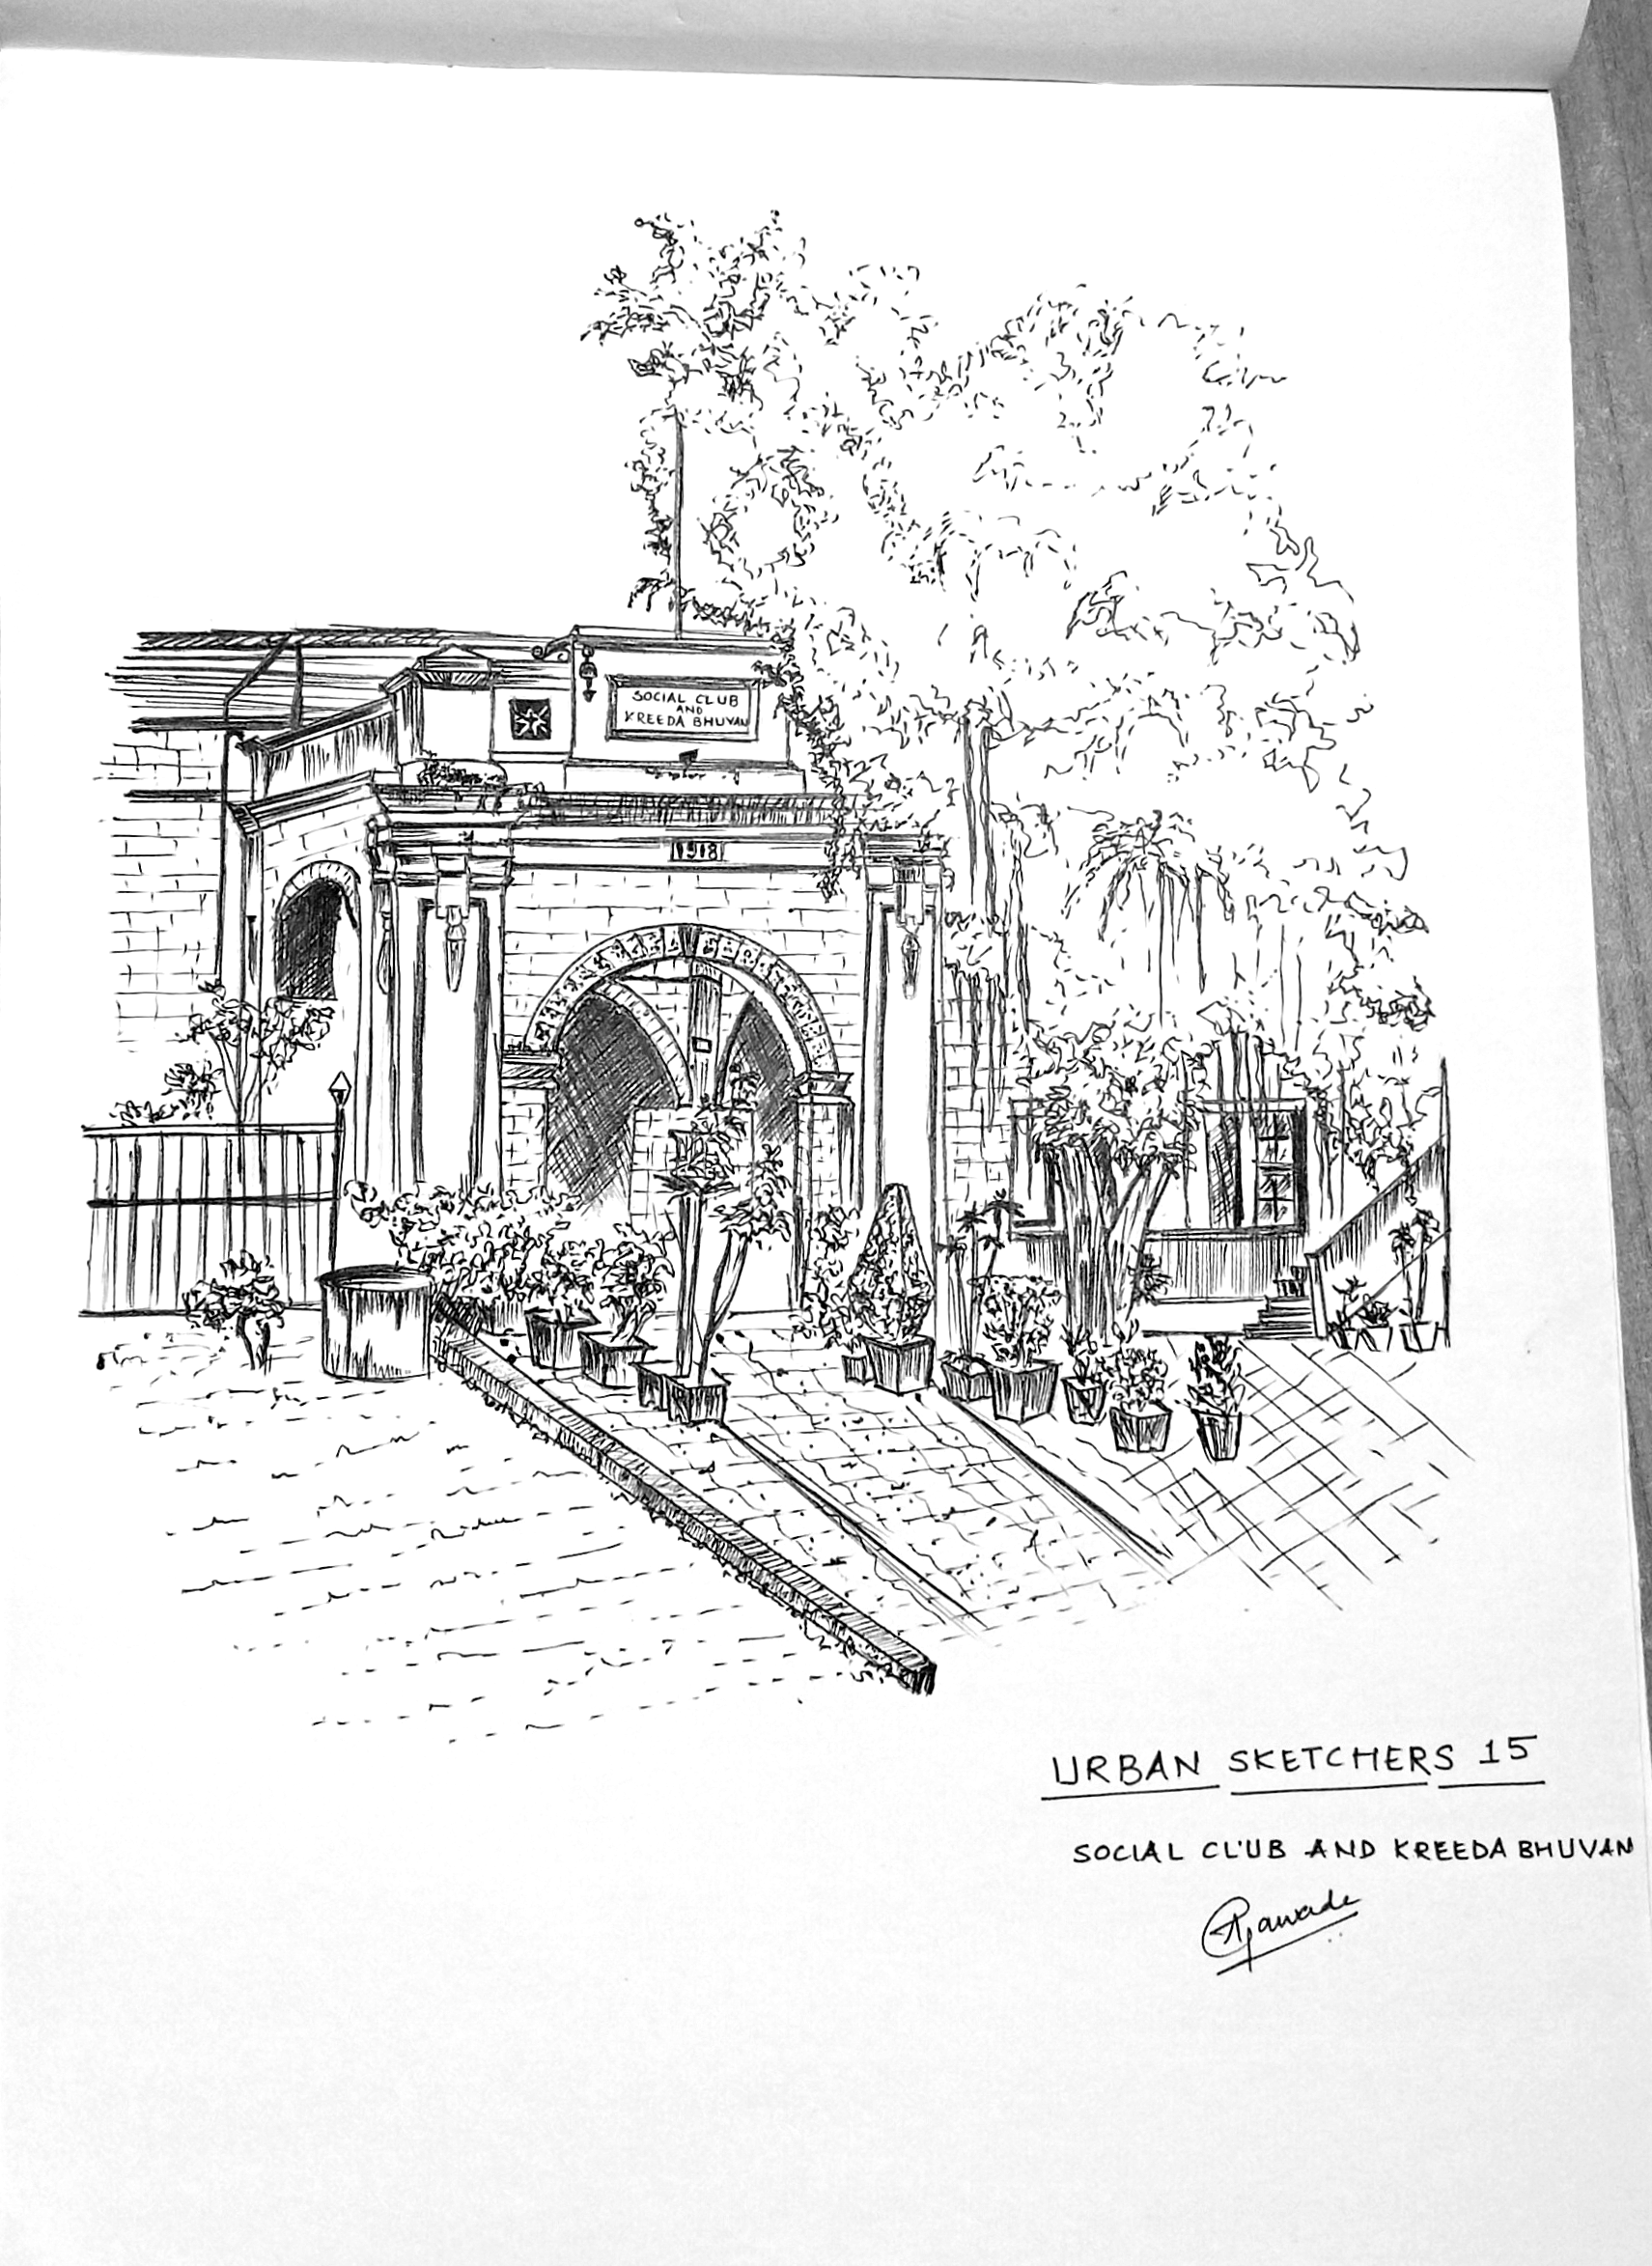 SOCIAL CLUB
AND
KREEDA BHUVAN
1918
URBAN SKETCHERS 15
SOCIAL CLUB AND KREEDA BHUVAN